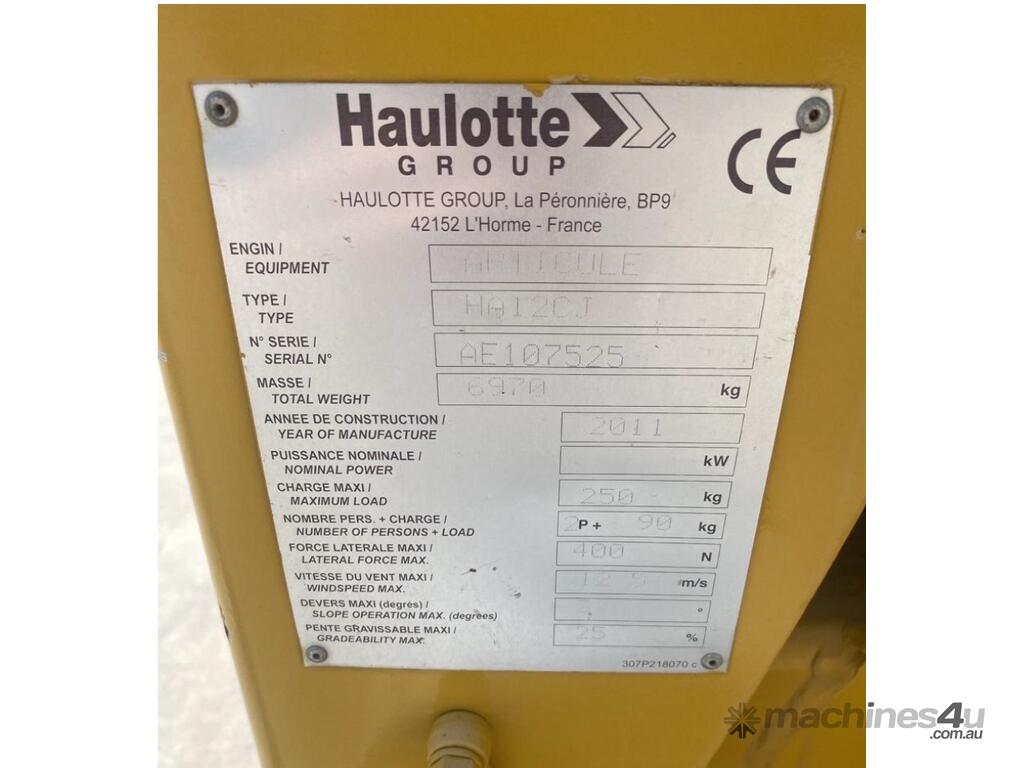 Haulotte
GROUP
CE
HAULOTTE GROUP, La Péronnière, BP9
42152 L'Horme - France
ENGIN /
EQUIPMENT ARTICULE
TYPE /
TYPE HA12CJ
N° SERIE /
SERIAL N° AE107525
MASSE /
TOTAL WEIGHT 6970 kg
ANNEE DE CONSTRUCTION /
YEAR OF MANUFACTURE 2011
PUISSANCE NOMINALE /
NOMINAL POWER kW
CHARGE MAXI /
MAXIMUM LOAD 250 kg
NOMBRE PERS. + CHARGE /
NUMBER OF PERSONS + LOAD 2P + 90 kg
FORCE LATERALE MAXI /
LATERAL FORCE MAX. 400 N
VITESSE DU VENT MAXI /
WINDSPEED MAX. 12 5 m/s
DEVERS MAXI (degrés) /
SLOPE OPERATION MAX. (degrees) °
PENTE GRAVISSABLE MAXI /
GRADEABILITY MAX. 25 %
307P218070 c
machines4u
.com.au